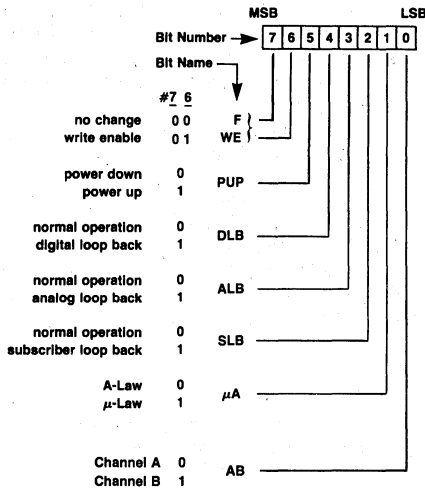 MSB LSB
Bit Number 7 6 5 4 3 2 1 0
Bit Name
#7 6
no change 0 0 F
write enable 0 1 WE
power down 0
power up 1
PUP
normal operation 0
digital loop back 1
DLB
normal operation 0
analog loop back 1
ALB
normal operation 0
subscriber loop back 1
SLB
A-Law 0
μ-Law 1
μA
Channel A 0
Channel B 1
AB